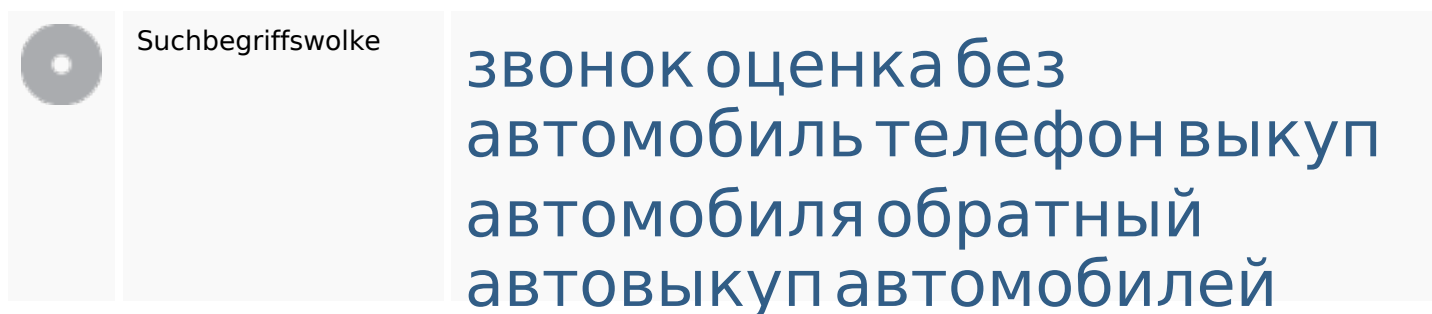 Suchbegriffswolke
звонок оценка без
автомобиль телефон выкуп
автомобиля обратный
автовыкуп автомобилей